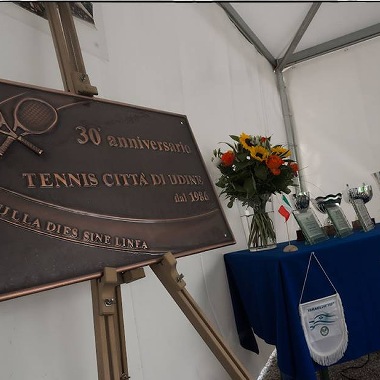 30° anniversario
TENNIS CITTÀ DI UDINE
dal 1986
NULLA DIES SINE LINEA